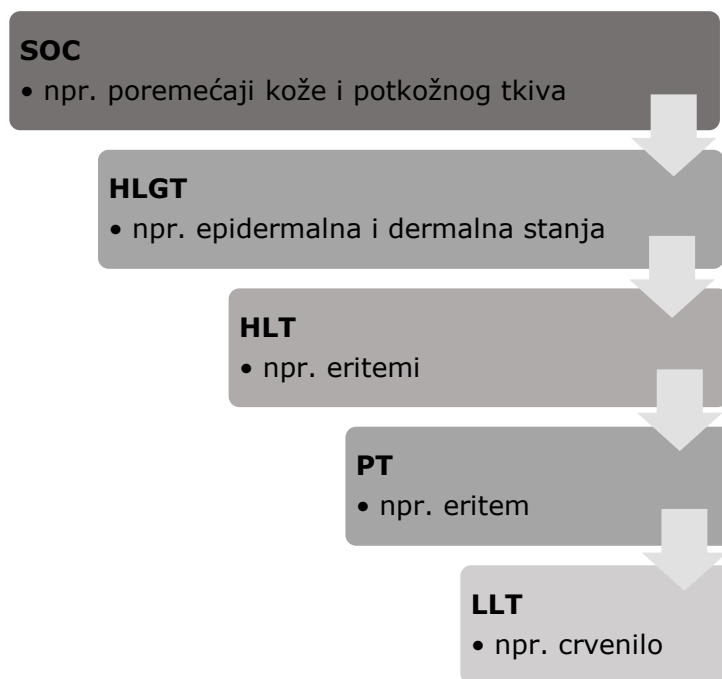 SOC
• npr. poremećaji kože i potkožnog tkiva
HLGT
• npr. epidermalna i dermalna stanja
HLT
• npr. eritemi
PT
• npr. eritem
LLT
• npr. crvenilo